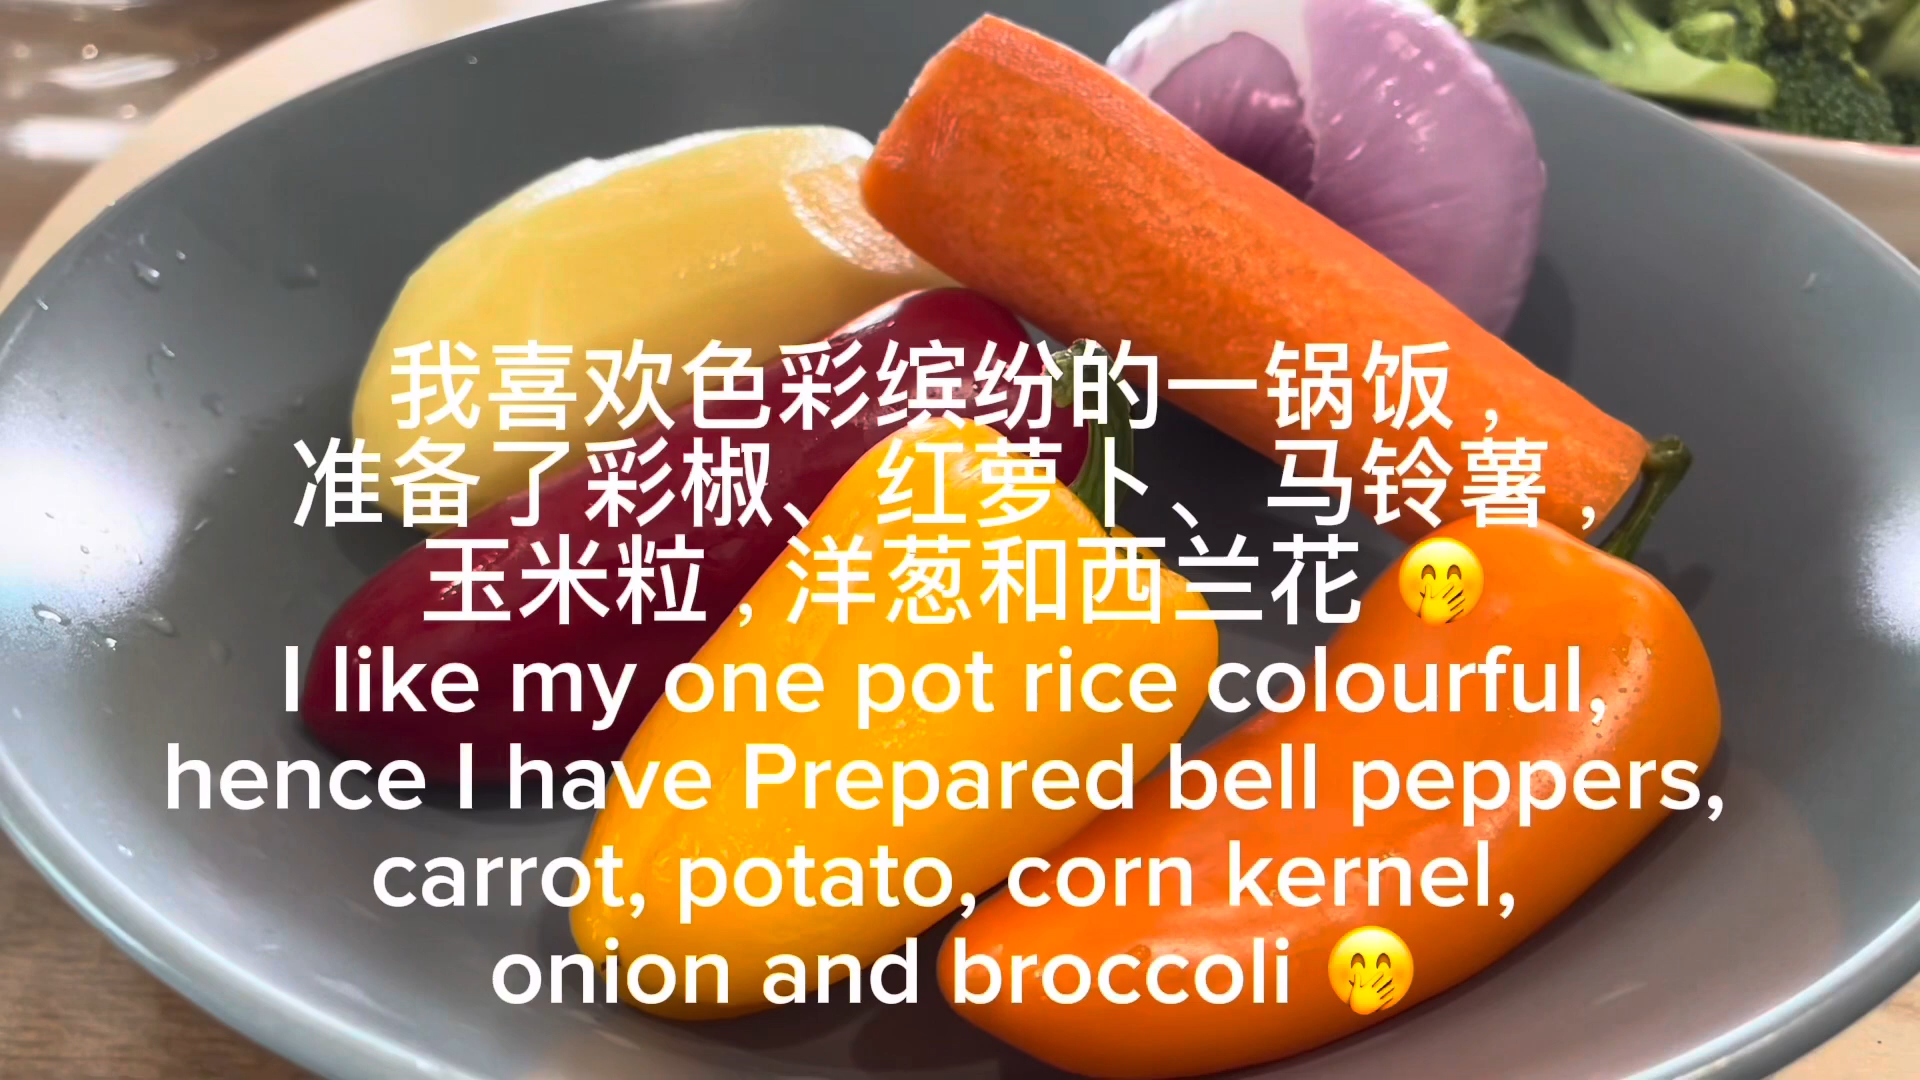 我喜欢色彩缤纷的一锅饭，
准备了彩椒、红萝卜、马铃薯，
玉米粒，洋葱和西兰花 🤭
I like my one pot rice colourful,
hence I have Prepared bell peppers,
carrot, potato, corn kernel,
onion and broccoli 🤭